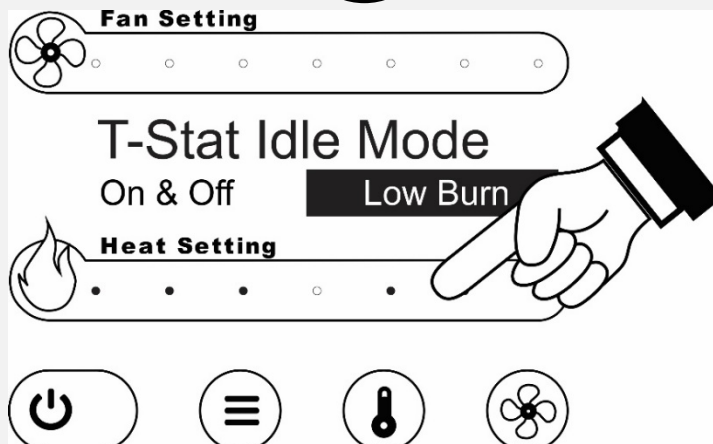 Fan Setting
T-Stat Idle Mode
On & Off Low Burn
Heat Setting